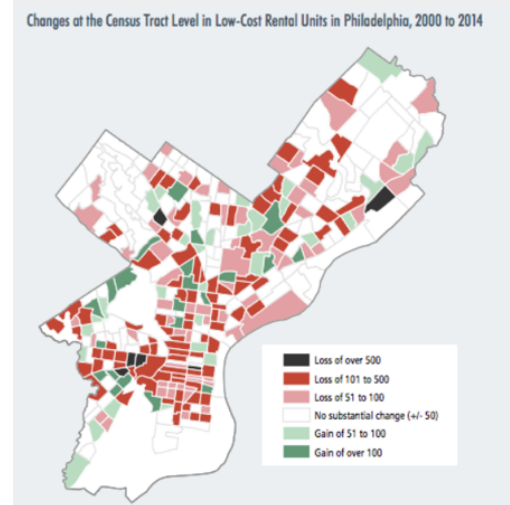 Changes at the Census Tract Level in Low-Cost Rental Units in Philadelphia, 2000 to 2014
Loss of over 500
Loss of 101 to 500
Loss of 51 to 100
No substantial change (+/- 50)
Gain of 51 to 100
Gain of over 100